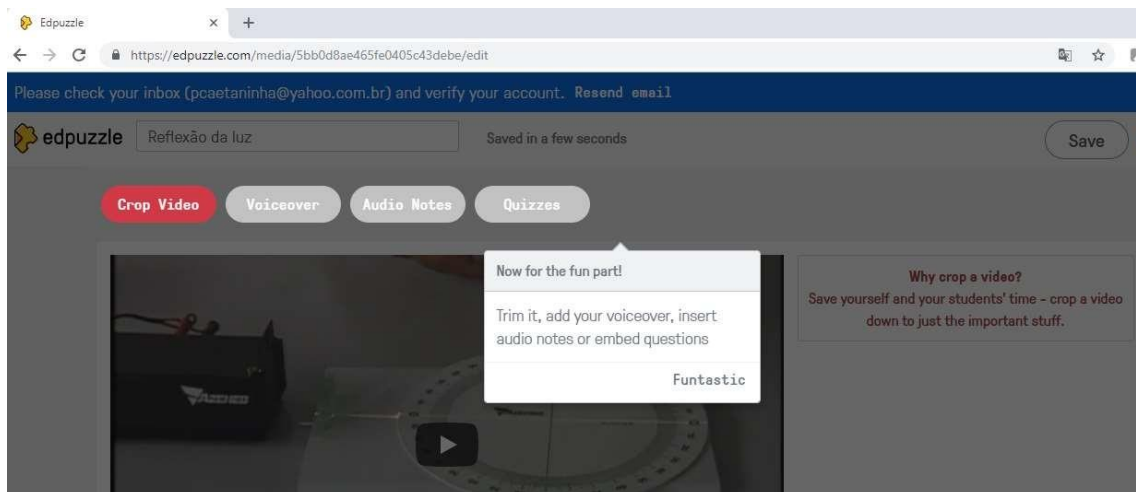 Edpuzzle
https://edpuzzle.com/media/5bb0d8ae465fe0405c43debe/edit
Please check your inbox (pcaetaninha@yahoo.com.br) and verify your account. Resend email
edpuzzle
Reflexão da luz
Saved in a few seconds
Save
Crop Video
Voiceover
Audio Notes
Quizzes
Now for the fun part!
Trim it, add your voiceover, insert
audio notes or embed questions
Funtastic
Why crop a video?
Save yourself and your students' time - crop a video
down to just the important stuff.